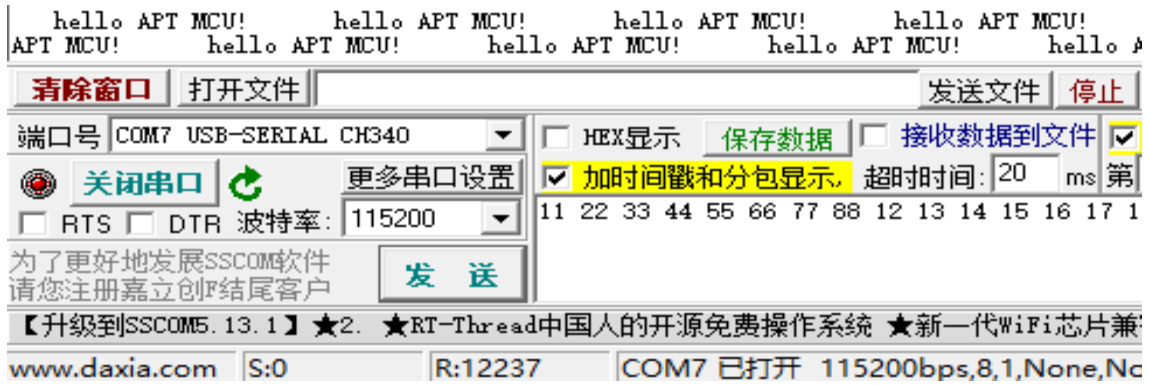 hello APT MCU! hello APT MCU! hello APT MCU! hello APT MCU!
APT MCU! hello APT MCU! hello APT MCU! hello APT MCU! hello
清除窗口 打开文件 发送文件 停止
端口号 COM7 USB-SERIAL CH340 HEX显示 保存数据 接收数据到文件
关闭串口 更多串口设置 加时间戳和分包显示, 超时时间: 20 ms 第
RTS DTR 波特率: 115200 11 22 33 44 55 66 77 88 12 13 14 15 16 17 1
为了更好地发展SSCOM软件
请您注册嘉立创F结尾客户 发 送
【升级到SSCOM5.13.1】★2. ★RT-Thread中国人的开源免费操作系统 ★新一代WiFi芯片兼
www.daxia.com S:0 R:12237 COM7 已打开 115200bps,8,1,None,No